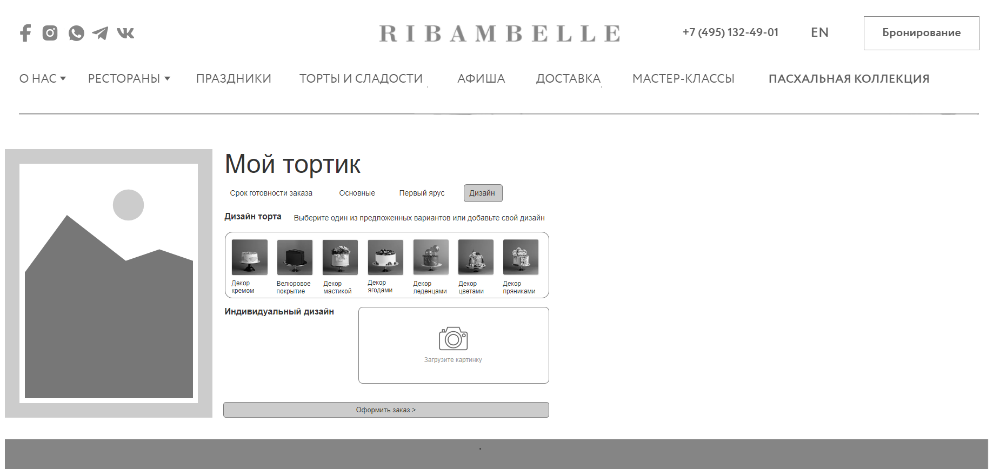 RIBAMBELLE
+7 (495) 132-49-01
EN
Бронирование
О НАС
РЕСТОРАНЫ
ПРАЗДНИКИ
ТОРТЫ И СЛАДОСТИ
АФИША
ДОСТАВКА
МАСТЕР-КЛАССЫ
ПАСХАЛЬНАЯ КОЛЛЕКЦИЯ
Мой тортик
Срок готовности заказа
Основные
Первый ярус
Дизайн
Дизайн торта
Выберите один из предложенных вариантов или добавьте свой дизайн
Декор
кремом
Велюровое
покрытие
Декор
мастикой
Декор
ягодами
Декор
леденцами
Декор
цветами
Декор
пряниками
Индивидуальный дизайн
Загрузите картинку
Оформить заказ >